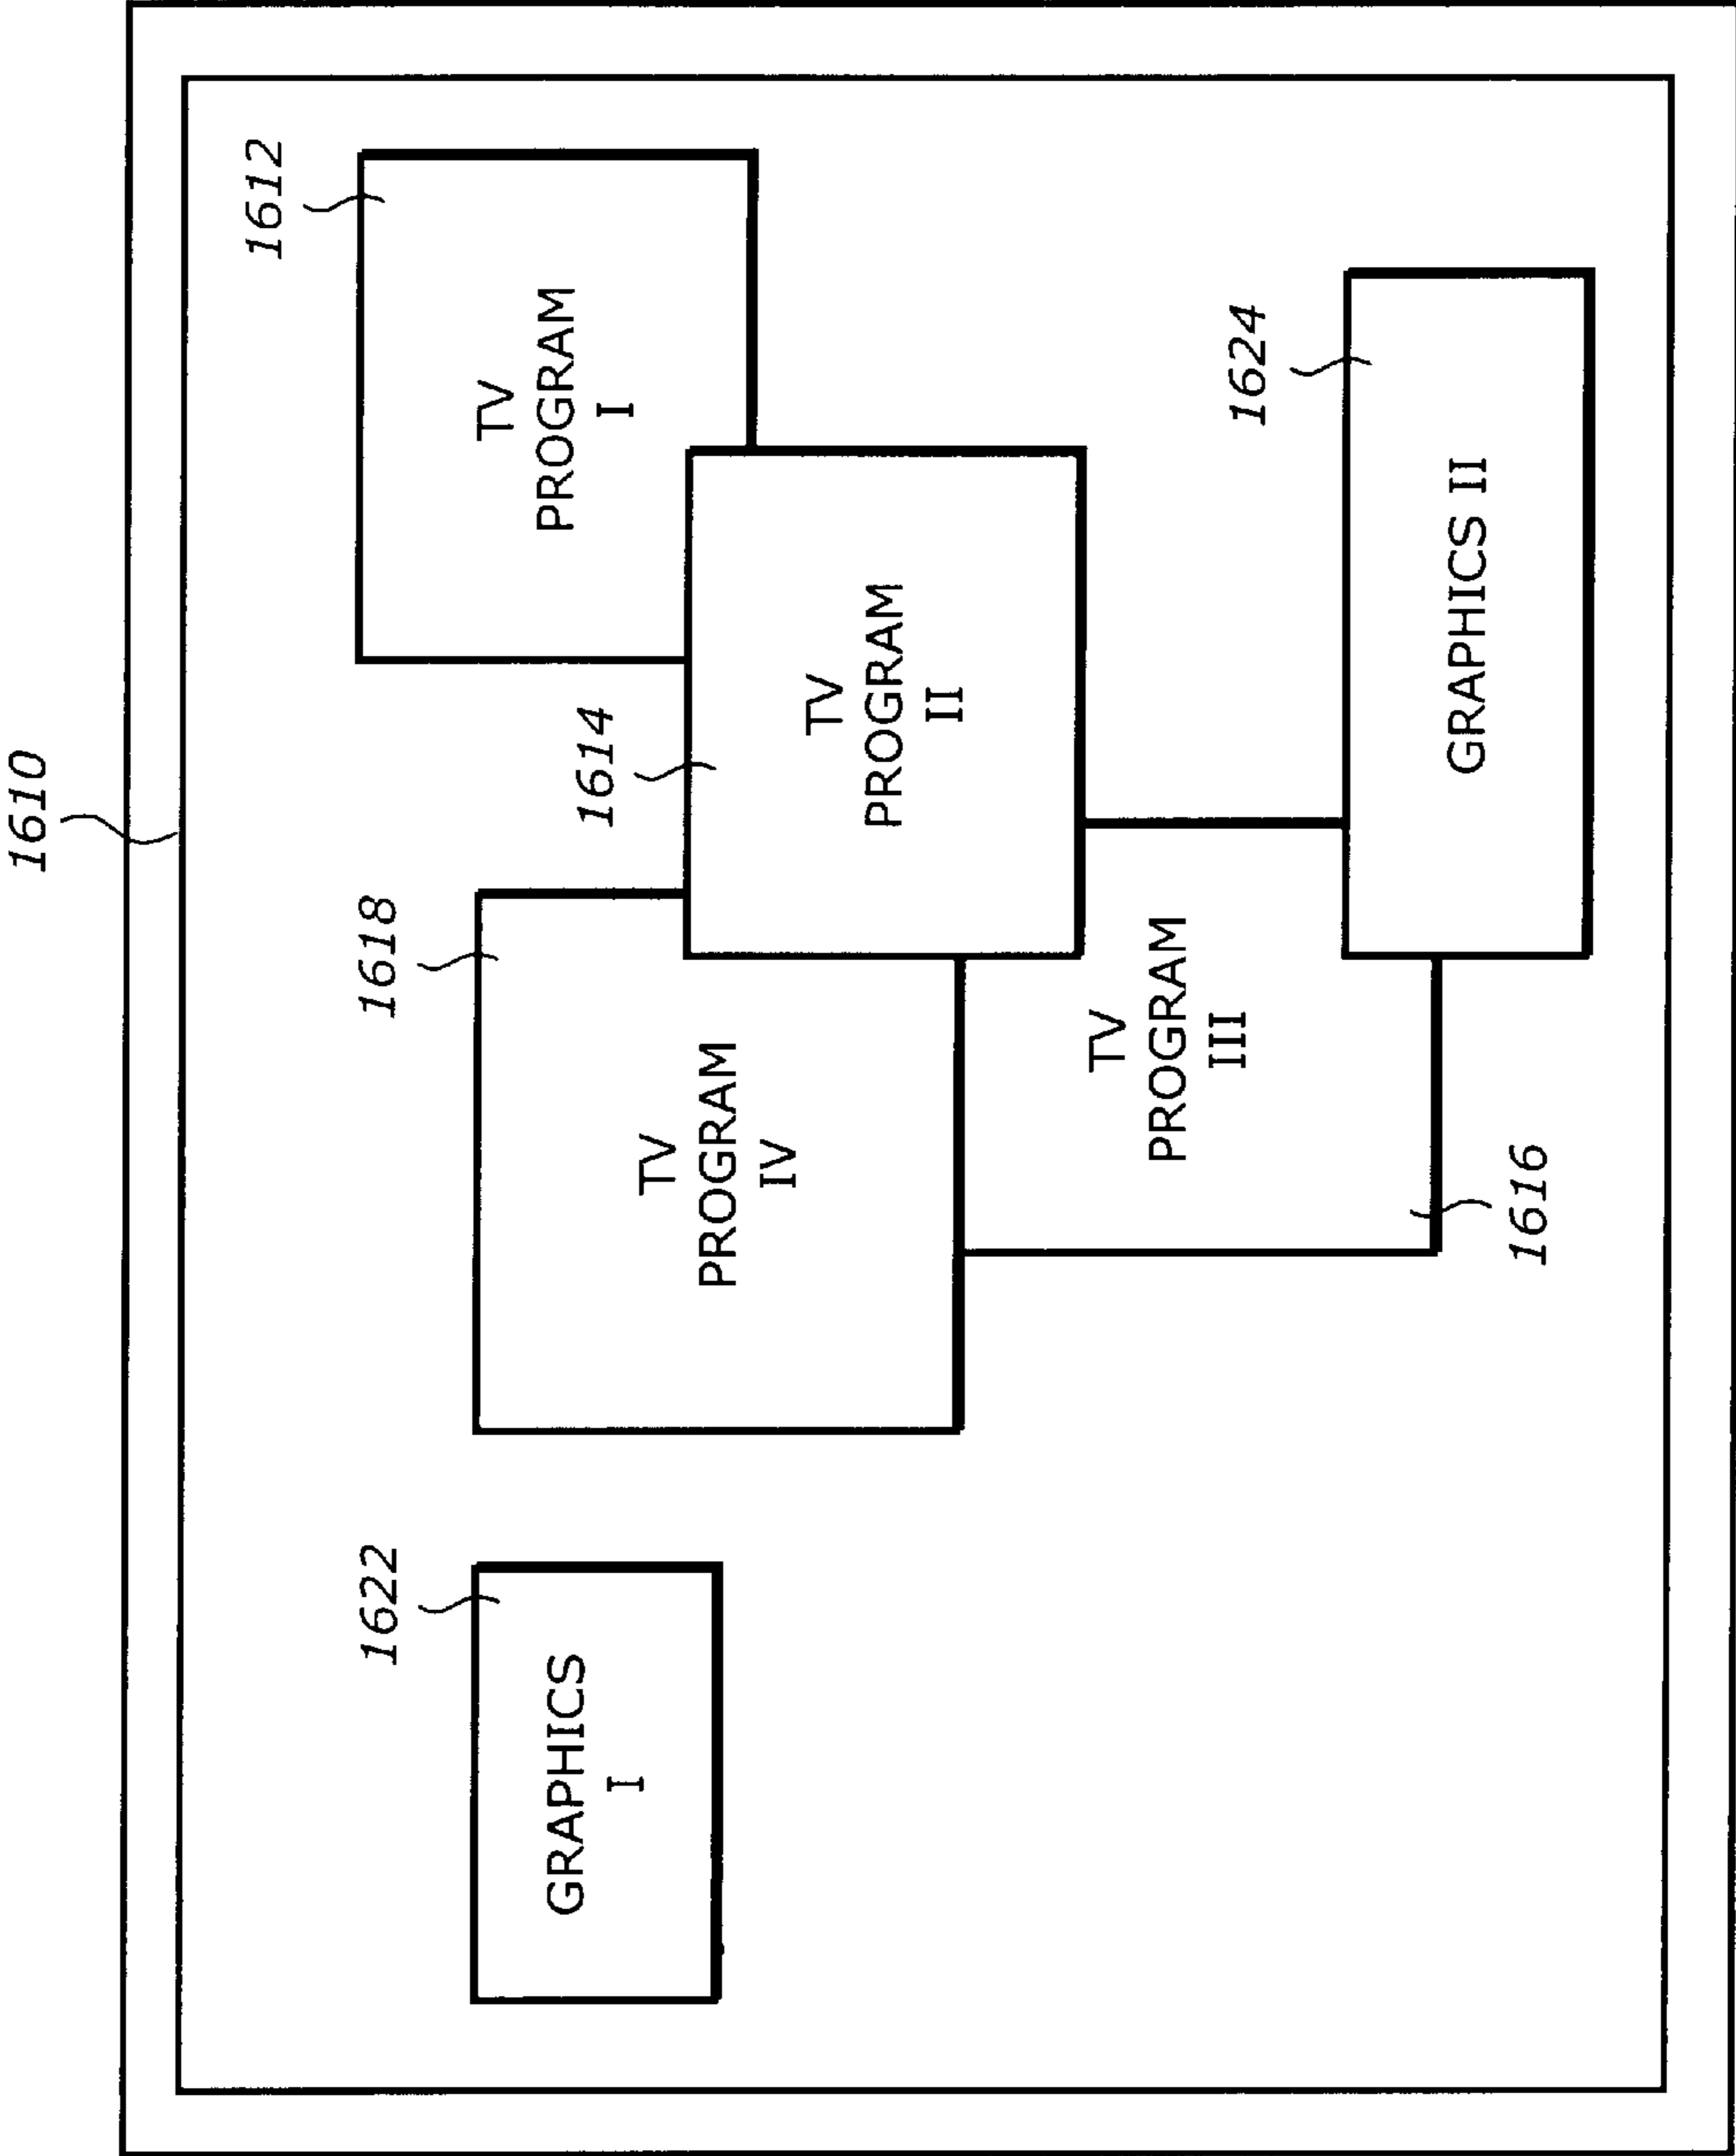 1610
1612
1622
1618
TV
PROGRAM
I
GRAPHICS
I
1614
TV
PROGRAM
IV
TV
PROGRAM
II
TV
PROGRAM
III
1624
GRAPHICS II
1616